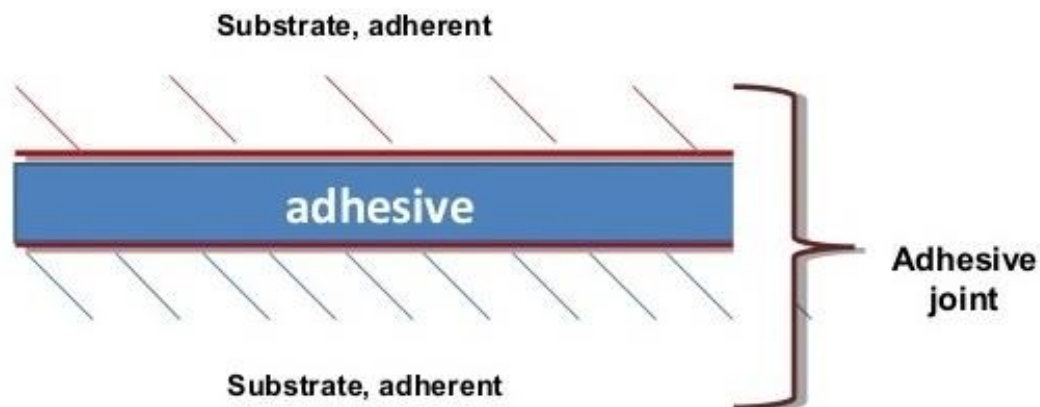 Substrate, adherent
adhesive
Adhesive
joint
Substrate, adherent